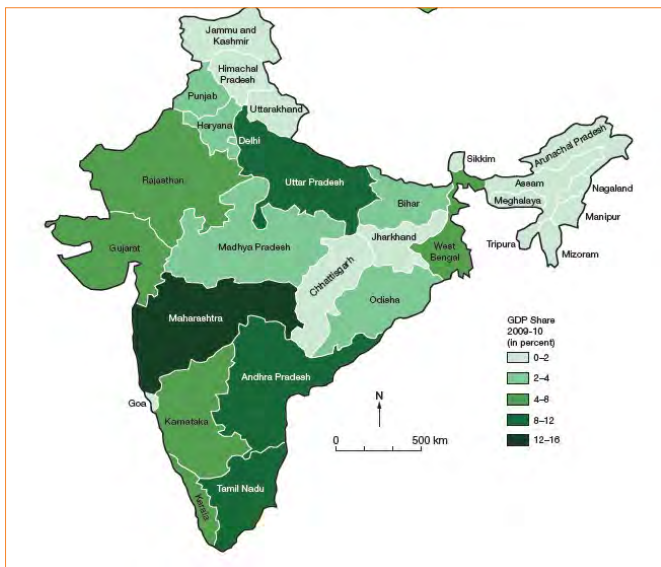 Jammu and
Kashmir
Himachal
Pradesh
Punjab
Uttarakhand
Haryana
Delhi
Rajasthan
Uttar Pradesh
Sikkim
Arunachal Pradesh
Assam
Nagaland
Meghalaya
Manipur
Bihar
Tripura
Mizoram
Jharkhand
West
Bengal
Gujarat
Madhya Pradesh
Chhattisgarh
Odisha
Maharashtra
GDP Share
2009-10
(in percent)
0–2
2–4
4–8
8–12
12–16
Andhra Pradesh
Goa
Karnataka
N
0 500 km
Tamil Nadu
Kerala